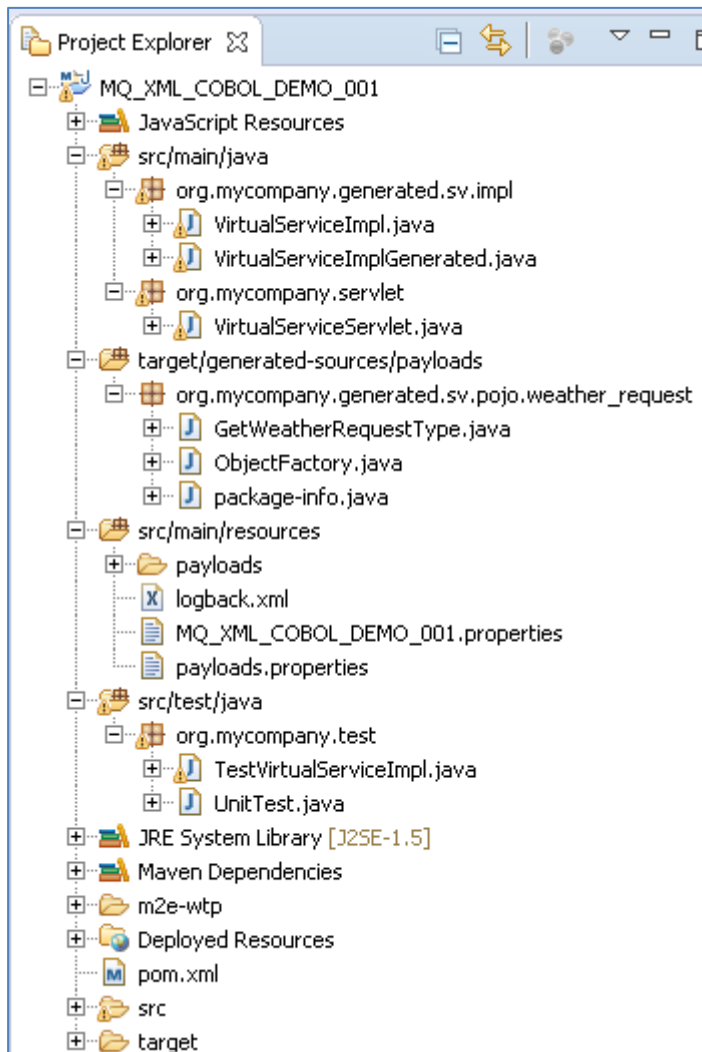 Project Explorer
MQ_XML_COBOL_DEMO_001
JavaScript Resources
src/main/java
org.mycompany.generated.sv.impl
VirtualServiceImpl.java
VirtualServiceImplGenerated.java
org.mycompany.servlet
VirtualServiceServlet.java
target/generated-sources/payloads
org.mycompany.generated.sv.pojo.weather_request
GetWeatherRequestType.java
ObjectFactory.java
package-info.java
src/main/resources
payloads
logback.xml
MQ_XML_COBOL_DEMO_001.properties
payloads.properties
src/test/java
org.mycompany.test
TestVirtualServiceImpl.java
UnitTest.java
JRE System Library [J2SE-1.5]
Maven Dependencies
m2e-wtp
Deployed Resources
pom.xml
src
target